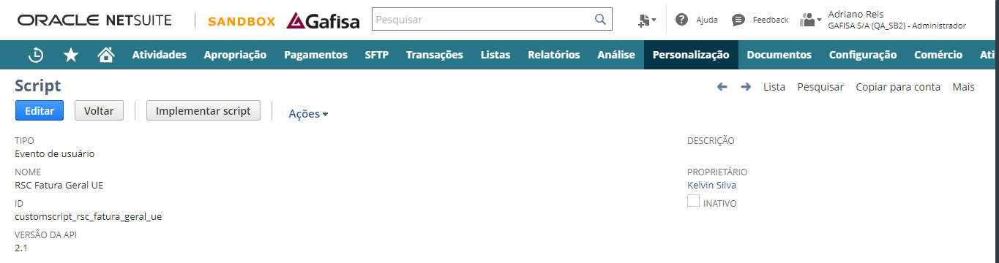 ORACLE NETSUITE
SANDBOX
Gafisa
Pesquisar
Ajuda
Feedback
Adriano Reis
GAFISA S/A (QA_SB2) - Administrador
Atividades Apropriação Pagamentos SFTP Transações Listas Relatórios Análise Personalização Documentos Configuração Comércio Ati
Script
Lista Pesquisar Copiar para conta Mais
Editar Voltar Implementar script Ações
TIPO
Evento de usuário
NOME
RSC Fatura Geral UE
ID
customscript_rsc_fatura_geral_ue
VERSÃO DA API
2.1
DESCRIÇÃO
PROPRIETÁRIO
Kelvin Silva
INATIVO